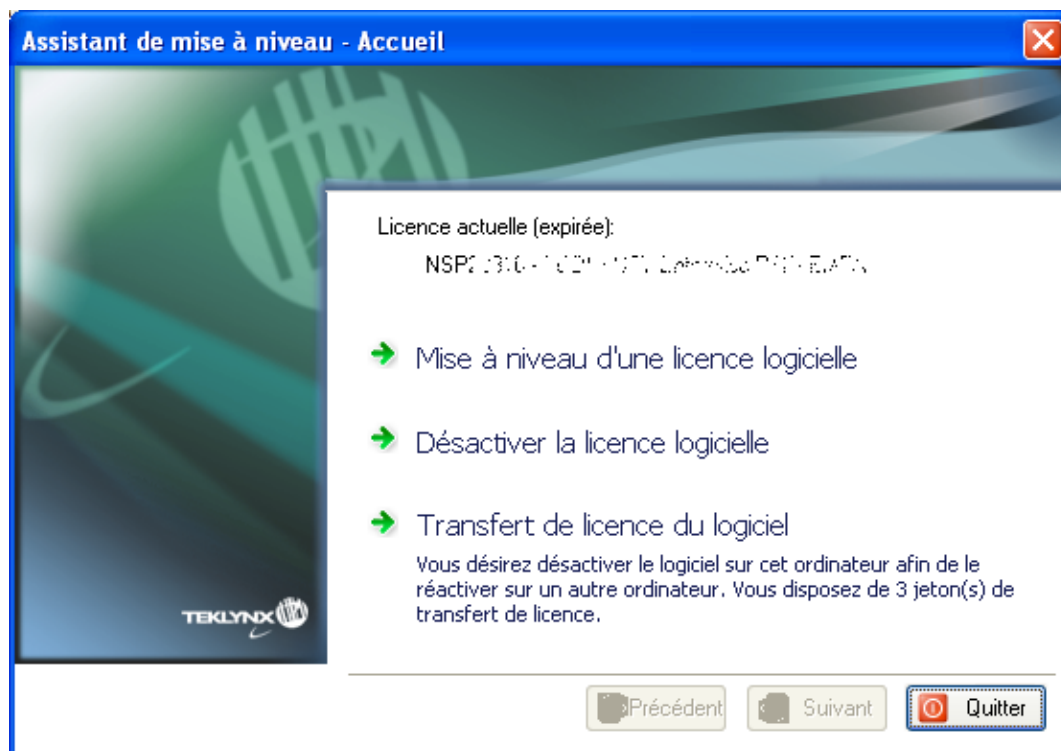 Assistant de mise à niveau - Accueil
Licence actuelle (expirée):
Mise à niveau d'une licence logicielle
Désactiver la licence logicielle
Transfert de licence du logiciel
Vous désirez désactiver le logiciel sur cet ordinateur afin de le
réactiver sur un autre ordinateur. Vous disposez de 3 jeton(s) de
transfert de licence.
TEKLYNX
Précédent
Suivant
Quitter